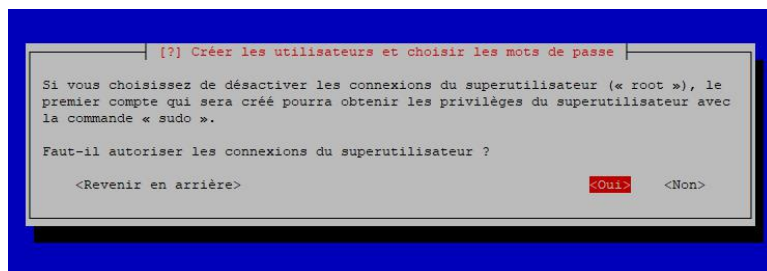 [?] Créer les utilisateurs et choisir les mots de passe
Si vous choisissez de désactiver les connexions du superutilisateur (« root »), le
premier compte qui sera créé pourra obtenir les privilèges du superutilisateur avec
la commande « sudo ».
Faut-il autoriser les connexions du superutilisateur ?
<Revenir en arrière> <Oui> <Non>